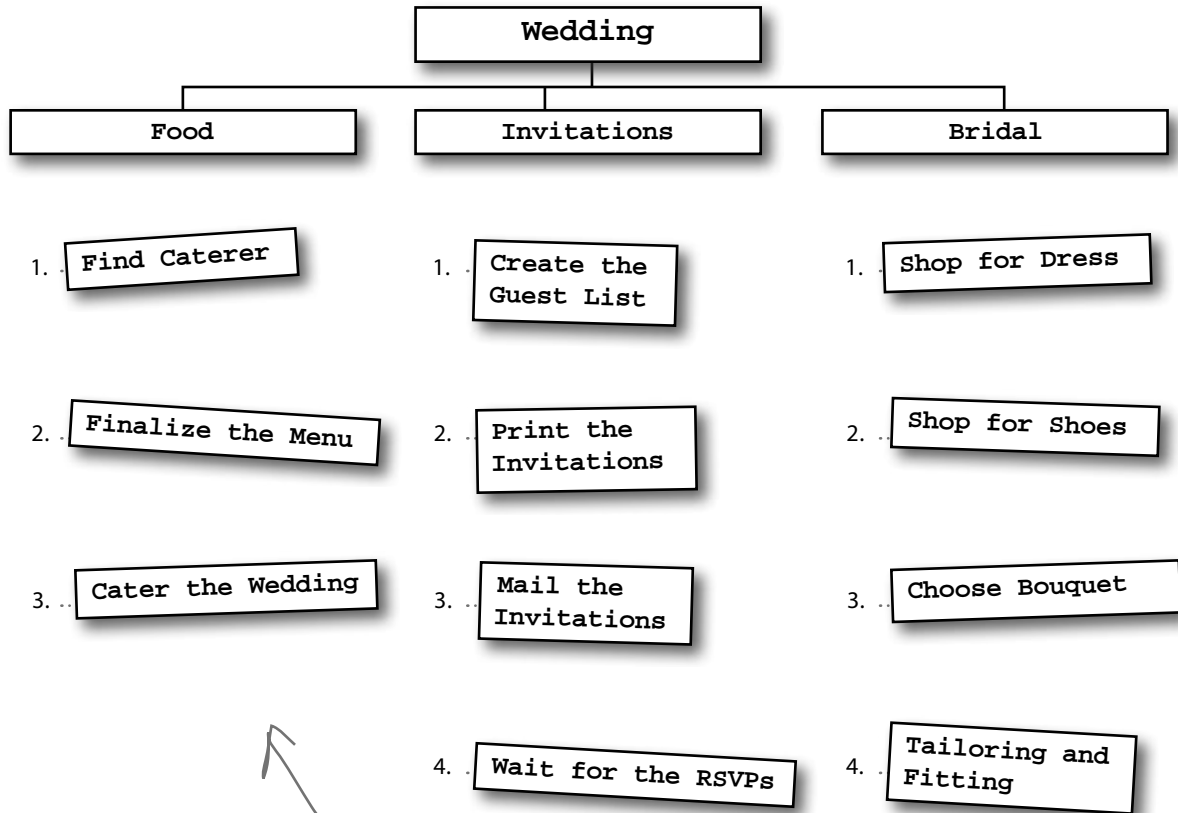 Wedding
Food
Invitations
Bridal
1. Find Caterer
2. Finalize the Menu
3. Cater the Wedding
1. Create the
Guest List
2. Print the
Invitations
3. Mail the
Invitations
4. Wait for the RSVPs
1. Shop for Dress
2. Shop for Shoes
3. Choose Bouquet
4. Tailoring and
Fitting